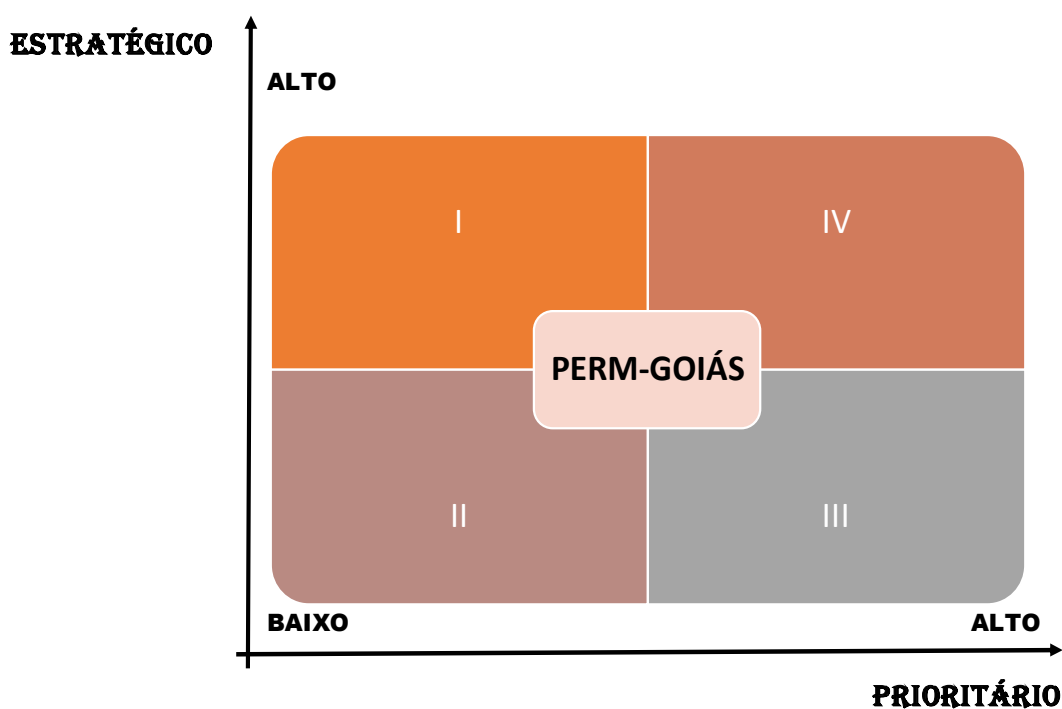 ESTRATÉGICO
ALTO
I
IV
PERM-GOIÁS
II
III
BAIXO
ALTO
PRIORITÁRIO